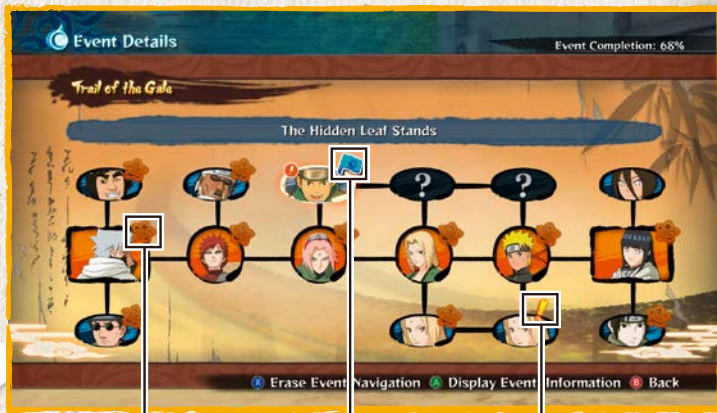 Event Details
Event Completion: 68%
Trail of the Gale
The Hidden Leaf Stands
!
? ?
X Erase Event Navigation A Display Event Information B Back